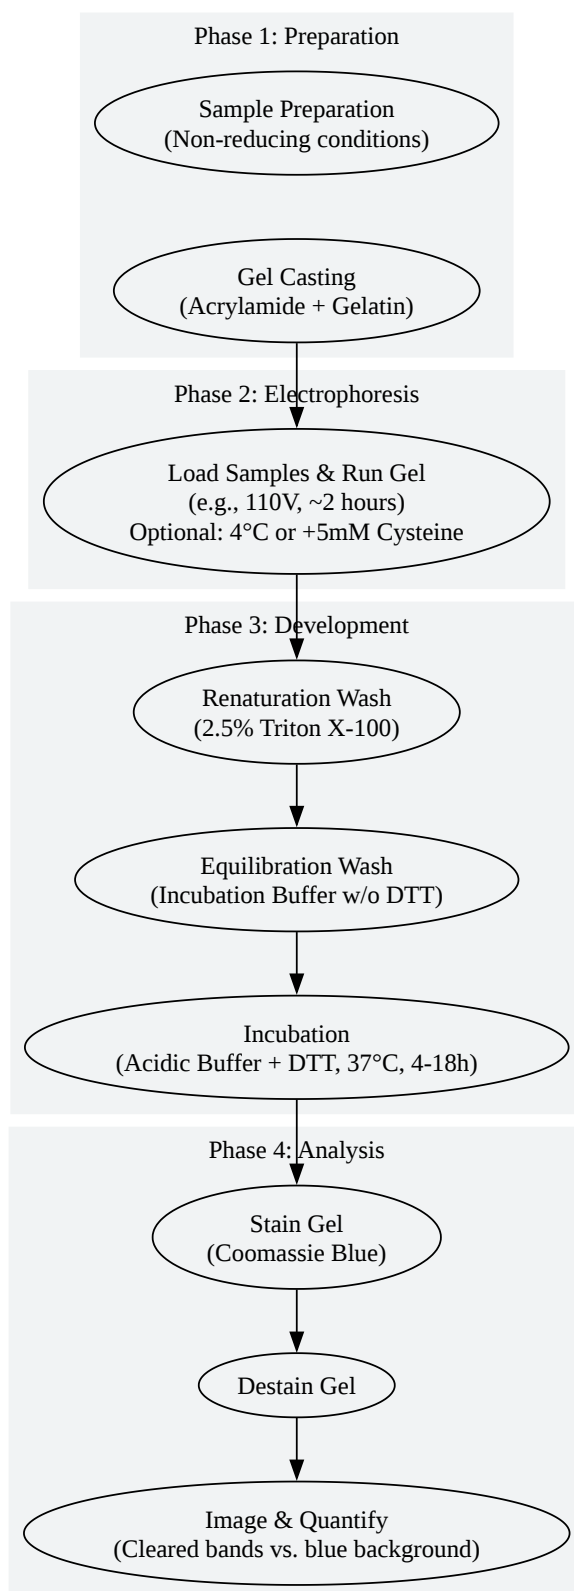 Phase 1: Preparation
Sample Preparation
(Non-reducing conditions)
Gel Casting
(Acrylamide + Gelatin)
Phase 2: Electrophoresis
Load Samples & Run Gel
(e.g., 110V, ~2 hours)
Optional: 4°C or +5mM Cysteine
Phase 3: Development
Renaturation Wash
(2.5% Triton X-100)
Equilibration Wash
(Incubation Buffer w/o DTT)
Incubation
(Acidic Buffer + DTT, 37°C, 4-18h)
Phase 4: Analysis
Stain Gel
(Coomassie Blue)
Destain Gel
Image & Quantify
(Cleared bands vs. blue background)